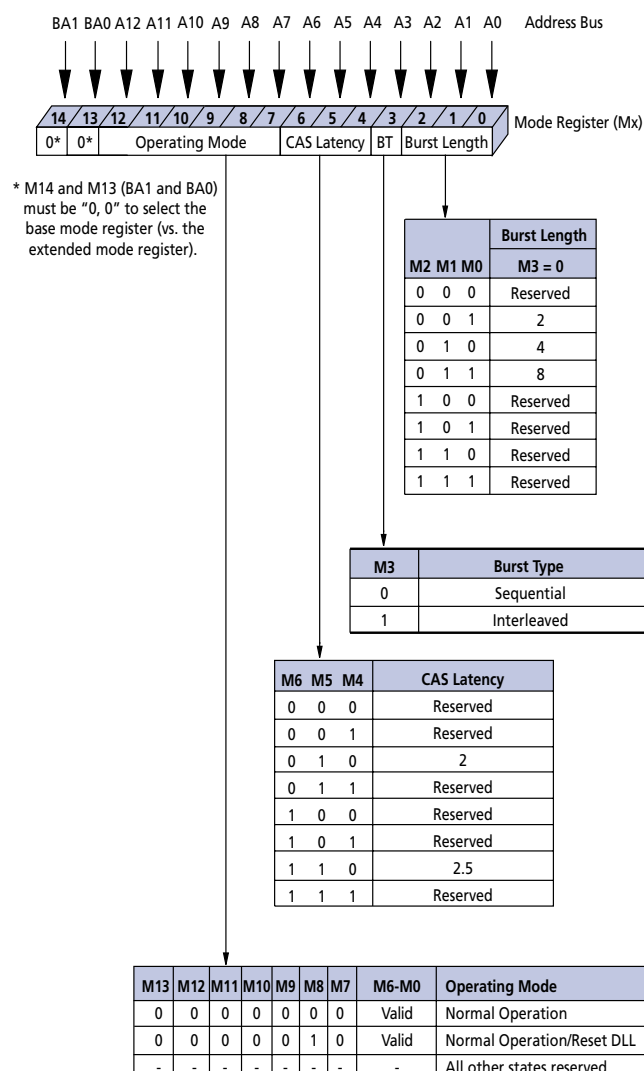 BA1 BA0 A12 A11 A10 A9 A8 A7 A6 A5 A4 A3 A2 A1 A0 Address Bus
14 13 12 11 10 9 8 7 6 5 4 3 2 1 0 Mode Register (Mx)
0* 0* Operating Mode CAS Latency BT Burst Length
* M14 and M13 (BA1 and BA0)
must be “0, 0” to select the
base mode register (vs. the
extended mode register).
Burst Length
M2 M1 M0 M3 = 0
0 0 0 Reserved
0 0 1 2
0 1 0 4
0 1 1 8
1 0 0 Reserved
1 0 1 Reserved
1 1 0 Reserved
1 1 1 Reserved
M3 Burst Type
0 Sequential
1 Interleaved
M6 M5 M4 CAS Latency
0 0 0 Reserved
0 0 1 Reserved
0 1 0 2
0 1 1 Reserved
1 0 0 Reserved
1 0 1 Reserved
1 1 0 2.5
1 1 1 Reserved
M13 M12 M11 M10 M9 M8 M7 M6-M0 Operating Mode
0 0 0 0 0 0 0 Valid Normal Operation
0 0 0 0 0 1 0 Valid Normal Operation/Reset DLL
- - - - - - - - All other states reserved